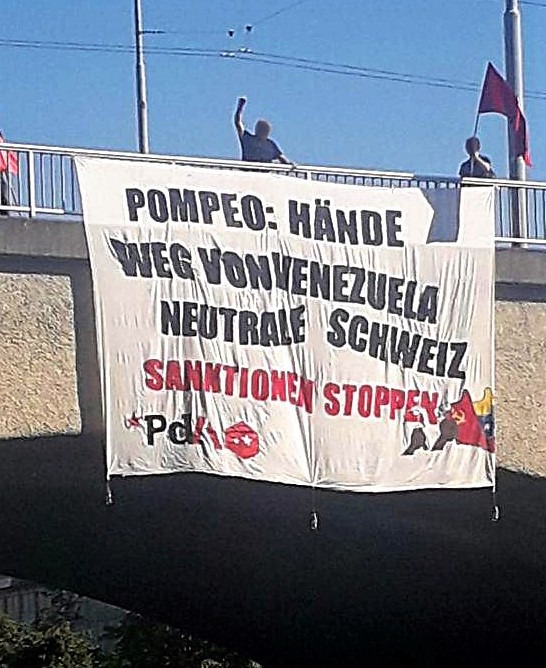 POMPEO: HÄNDE
WEG VON VENEZUELA
NEUTRALE SCHWEIZ
SANKTIONEN STOPPEN
PdA